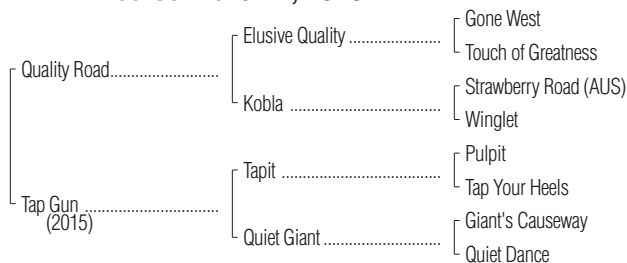 Gone West
Elusive Quality ....................
Touch of Greatness
Quality Road....................
Strawberry Road (AUS)
Kobla ....................
Winglet
Pulpit
Tapit ....................
Tap Your Heels
Tap Gun ....................
(2015)
Giant's Causeway
Quiet Giant ....................
Quiet Dance